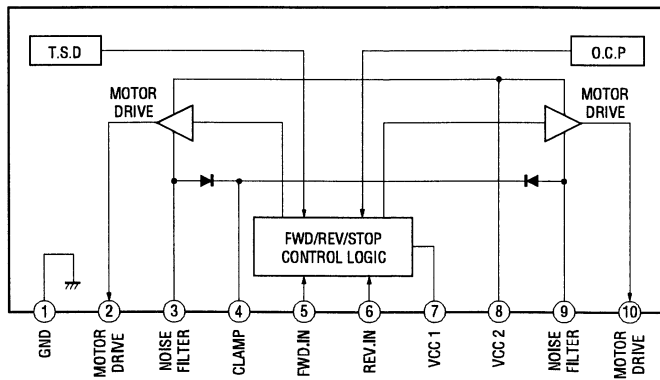 T.S.D
O.C.P
MOTOR
DRIVE
MOTOR
DRIVE
FWD/REV/STOP
CONTROL LOGIC
1
2
3
4
5
6
7
8
9
10
GND
MOTOR
DRIVE
NOISE
FILTER
CLAMP
FWD.IN
REV.IN
VCC 1
VCC 2
NOISE
FILTER
MOTOR
DRIVE